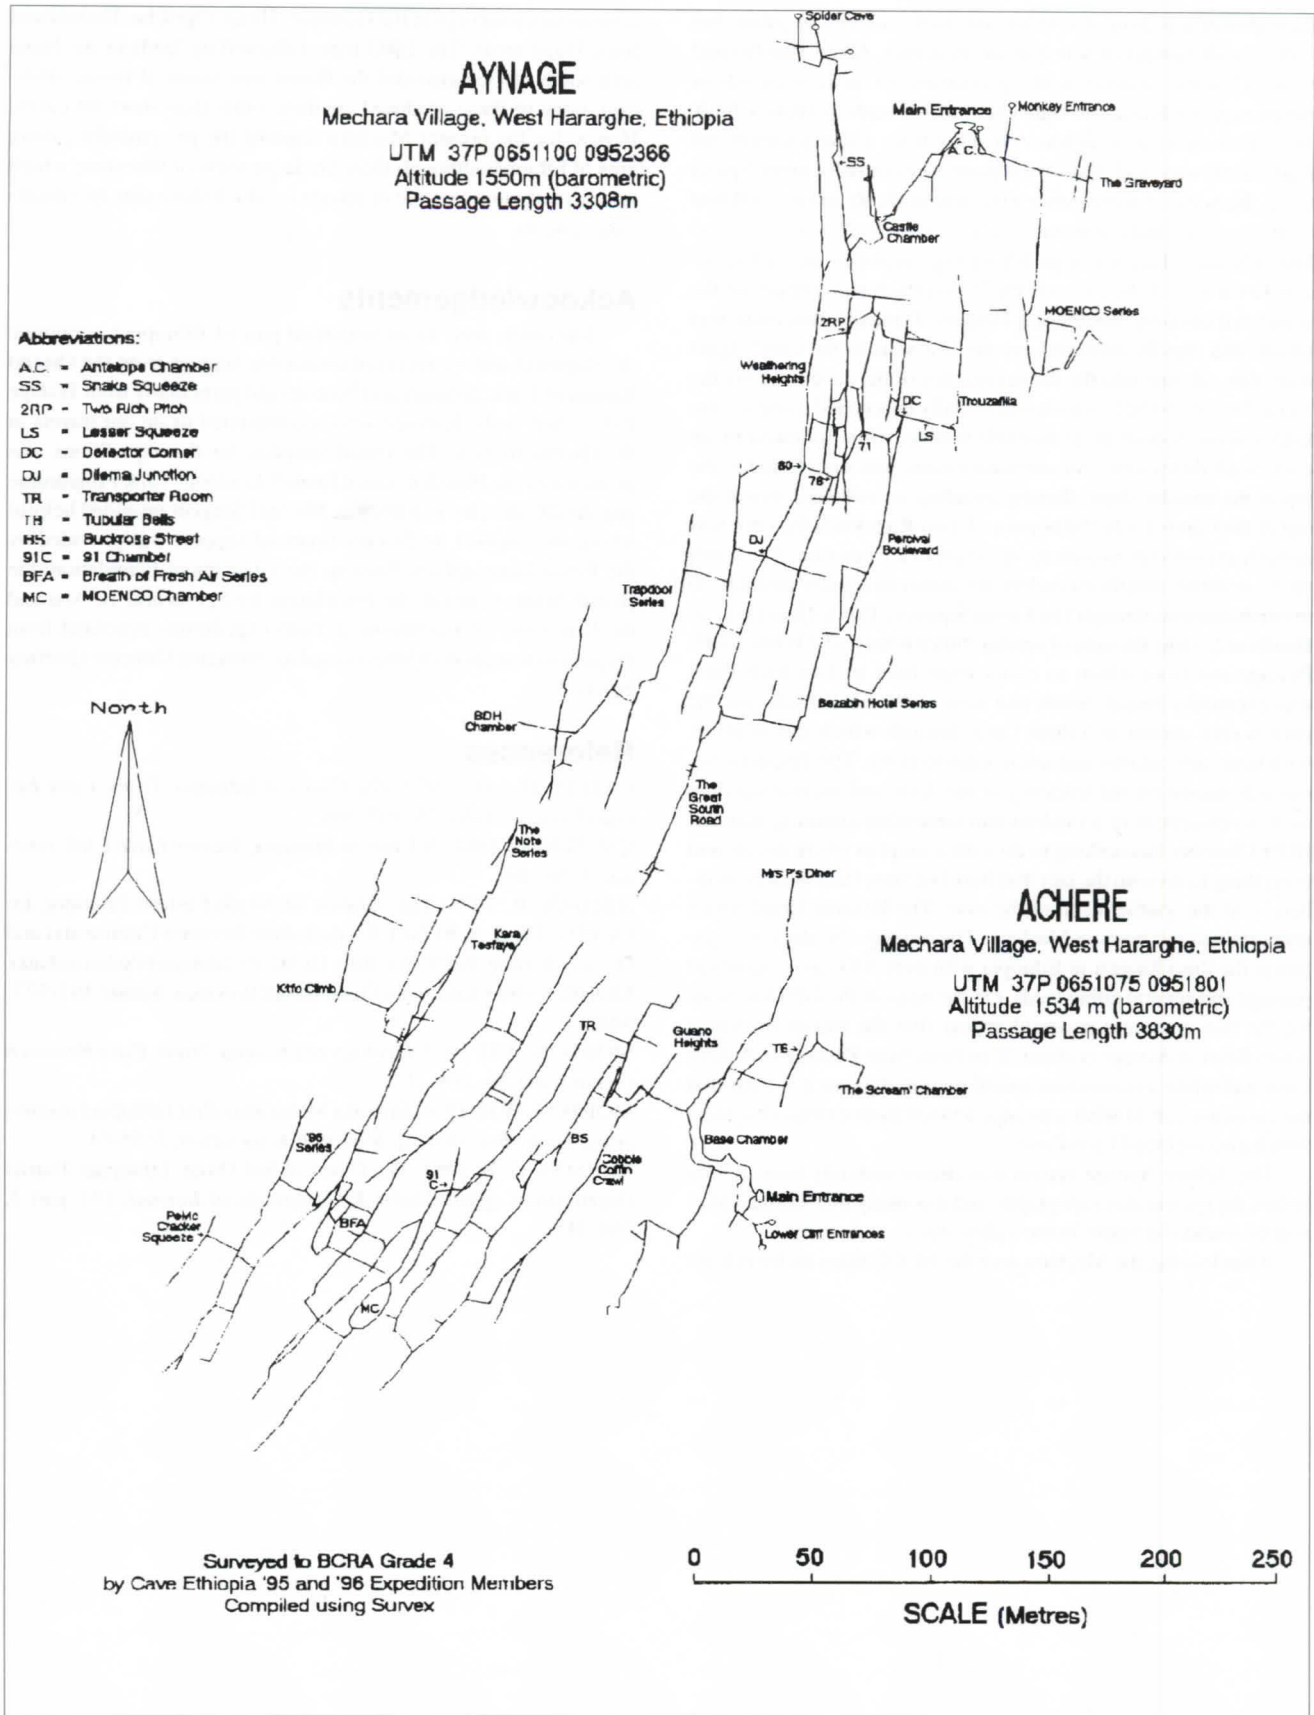 Spider Cave
AYNAGE
Mechara Village, West Hararghe, Ethiopia
UTM 37P 0651100 0952366
Altitude 1550m (barometric)
Passage Length 3308m
Main Entrance
Monkey Entrance
A.C.
SS
The Graveyard
Castle
Chamber
2RP
MOENCO Series
Weathering
Heights
DC
Trouzafilla
LS
71
80
78
Abbreviations:
A.C. = Antelope Chamber
SS = Snake Squeeze
2RP = Two Rich Pitch
LS = Lesser Squeeze
DC = Detector Corner
DJ = Dilema Junction
TR = Transporter Room
TB = Tubular Bells
BS = Buckrose Street
91C = 91 Chamber
BFA = Breath of Fresh Air Series
MC = MOENCO Chamber
DJ
Percival
Boulevard
Trapdoor
Series
North
BDH
Chamber
Bezabih Hotel Series
The
Great
South
Road
The
Note
Series
Mrs P's Diner
ACHERE
Mechara Village, West Hararghe, Ethiopia
UTM 37P 0651075 0951801
Altitude 1534 m (barometric)
Passage Length 3830m
Kara
Tesfaye
Kitfo Climb
TR
Guano
Heights
TB
'The Scream' Chamber
'96
Series
BS
Base Chamber
Cobble
Coffin
Crawl
91
C
Main Entrance
Pelvic
Cracker
Squeeze
BFA
Lower Cliff Entrances
MC
Surveyed to BCRA Grade 4
by Cave Ethiopia '95 and '96 Expedition Members
Compiled using Survex
0 50 100 150 200 250
SCALE (Metres)